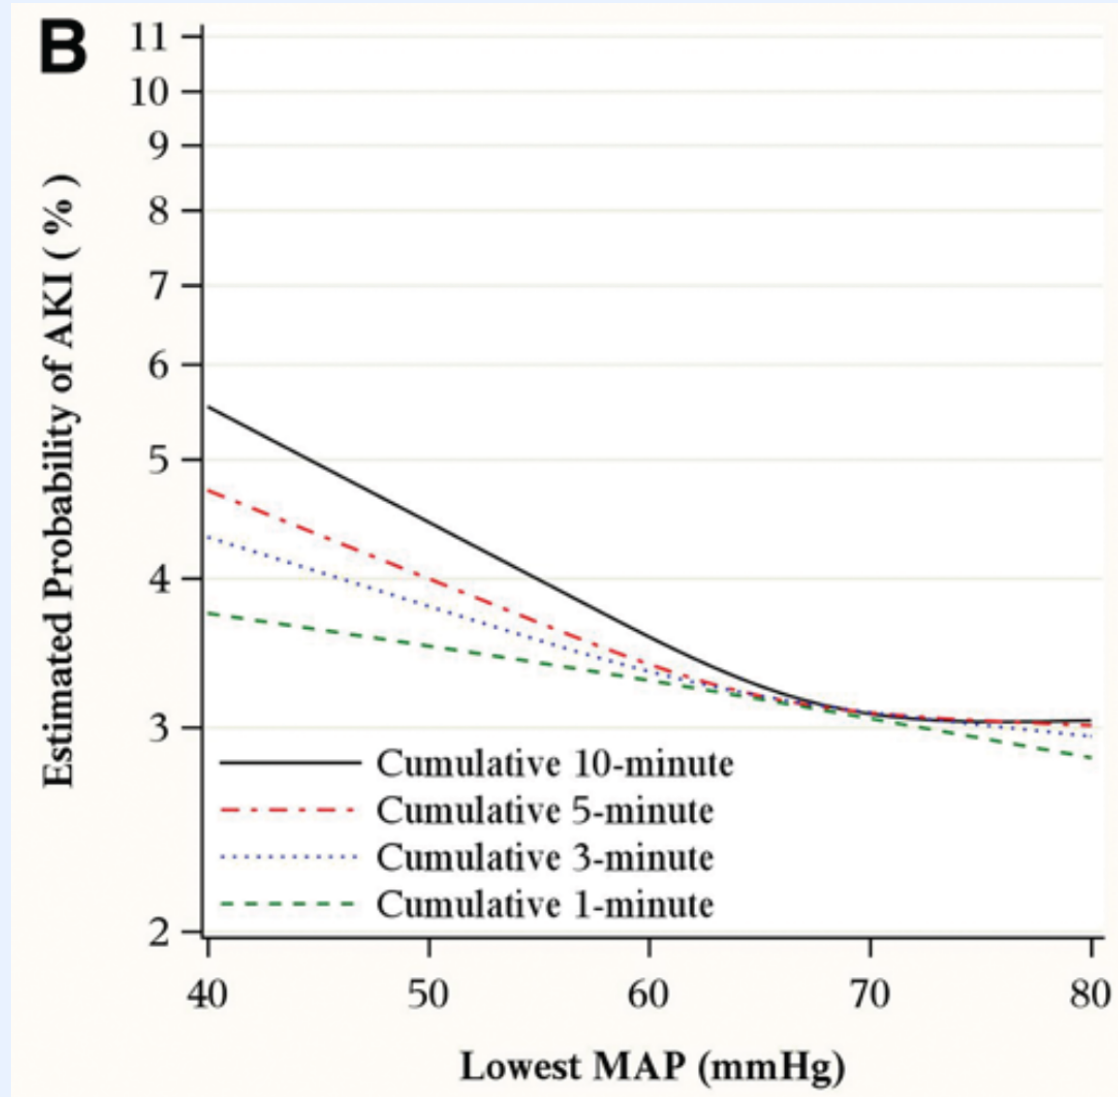 B
11
10
9
8
7
6
5
4
3
2
Estimated Probability of AKI ( % )
Cumulative 10-minute
Cumulative 5-minute
Cumulative 3-minute
Cumulative 1-minute
40 50 60 70 80
Lowest MAP (mmHg)